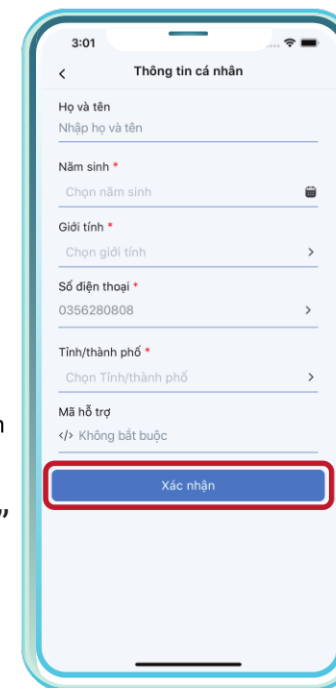 3:01
Thông tin cá nhân
Họ và tên
Nhập họ và tên
Năm sinh *
Chọn năm sinh
Giới tính *
Chọn giới tính
Số điện thoại *
0356280808
Tỉnh/thành phố *
Chọn Tỉnh/thành phố
Mã hỗ trợ
</> Không bắt buộc
Xác nhận